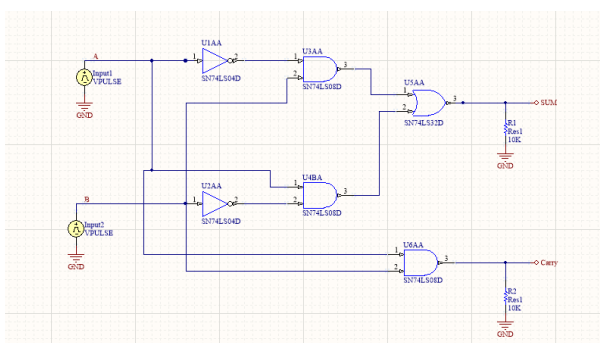 A
Input1
VPULSE
GND
1
U1AA
2
SN74LS04D
U3AA
1
2
3
SN74LS08D
U5AA
1
2
3
SN74LS32D
SUM
R1
Res1
10K
GND
B
Input2
VPULSE
GND
U2AA
1
2
SN74LS04D
U4BA
1
2
3
SN74LS08D
U6AA
1
2
3
SN74LS08D
Carry
R2
Res1
10K
GND